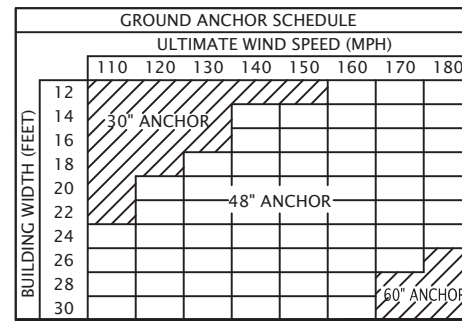 GROUND ANCHOR SCHEDULE
ULTIMATE WIND SPEED (MPH)
110 120 130 140 150 160 170 180
BUILDING WIDTH (FEET)
12
14
30" ANCHOR
16
18
20
48" ANCHOR
22
24
26
28
60" ANCHOR
30